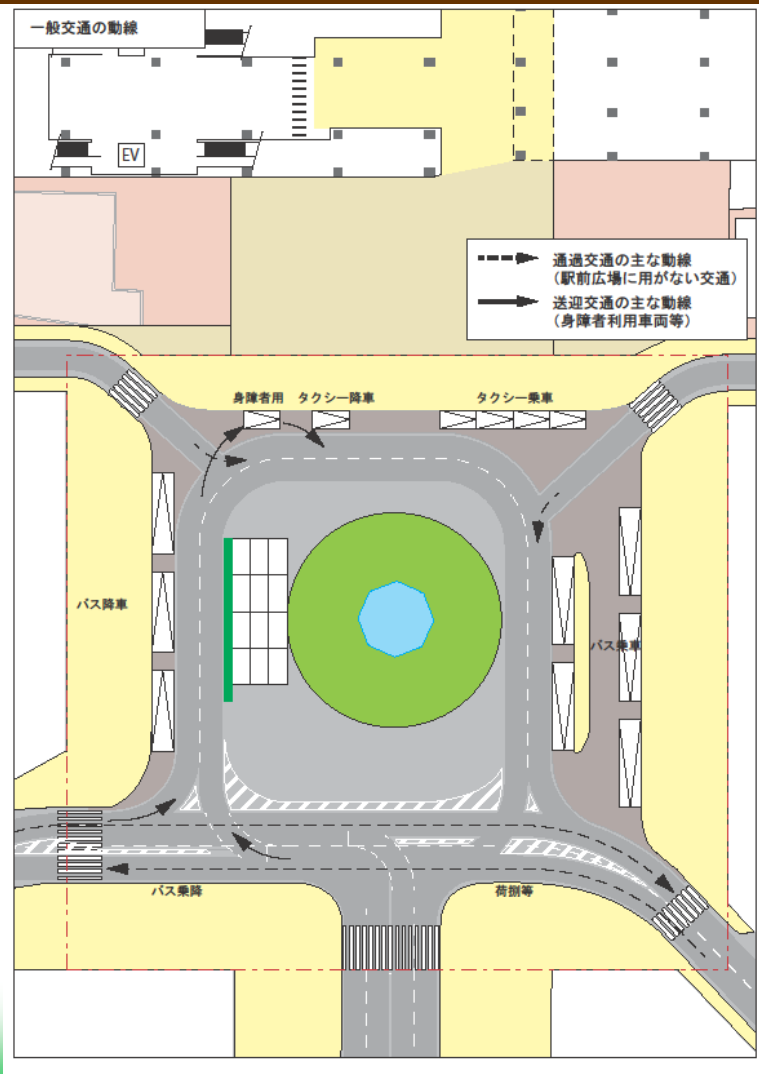 一般交通の動線
EV
通過交通の主な動線
（駅前広場に用がない交通）
送迎交通の主な動線
（身障者利用車両等）
身障者用
タクシー降車
タクシー乗車
バス降車
バス乗車
バス乗降
荷捌等